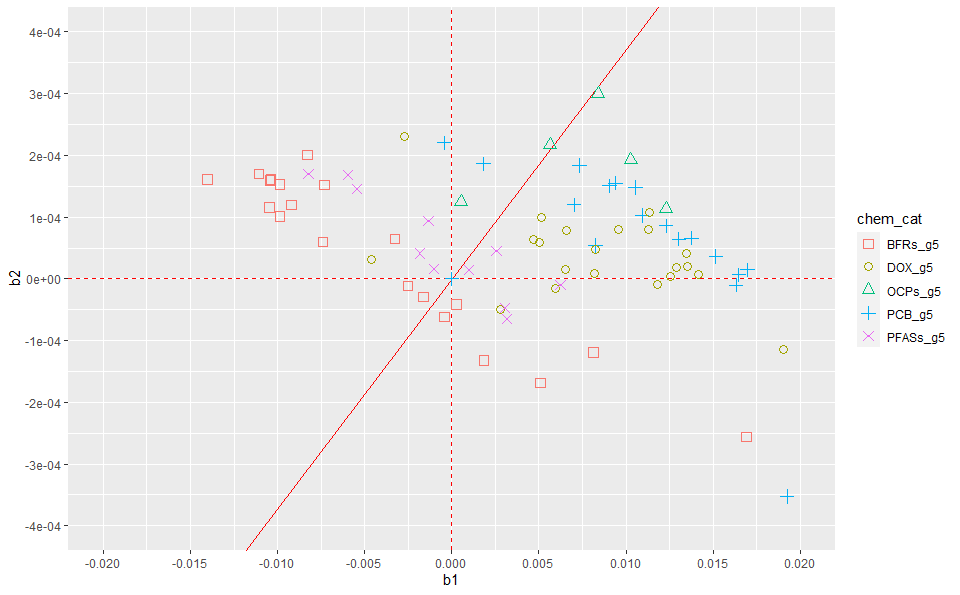 4e-04
3e-04
2e-04
1e-04
0e+00
-1e-04
-2e-04
-3e-04
-4e-04
b2
-0.020
-0.010
-0.005
0.000
0.005
0.010
0.015
0.020
b1
chem_cat
BFRs_g5
DOX_g5
OCPs_g5
PCB_g5
PFASs_g5